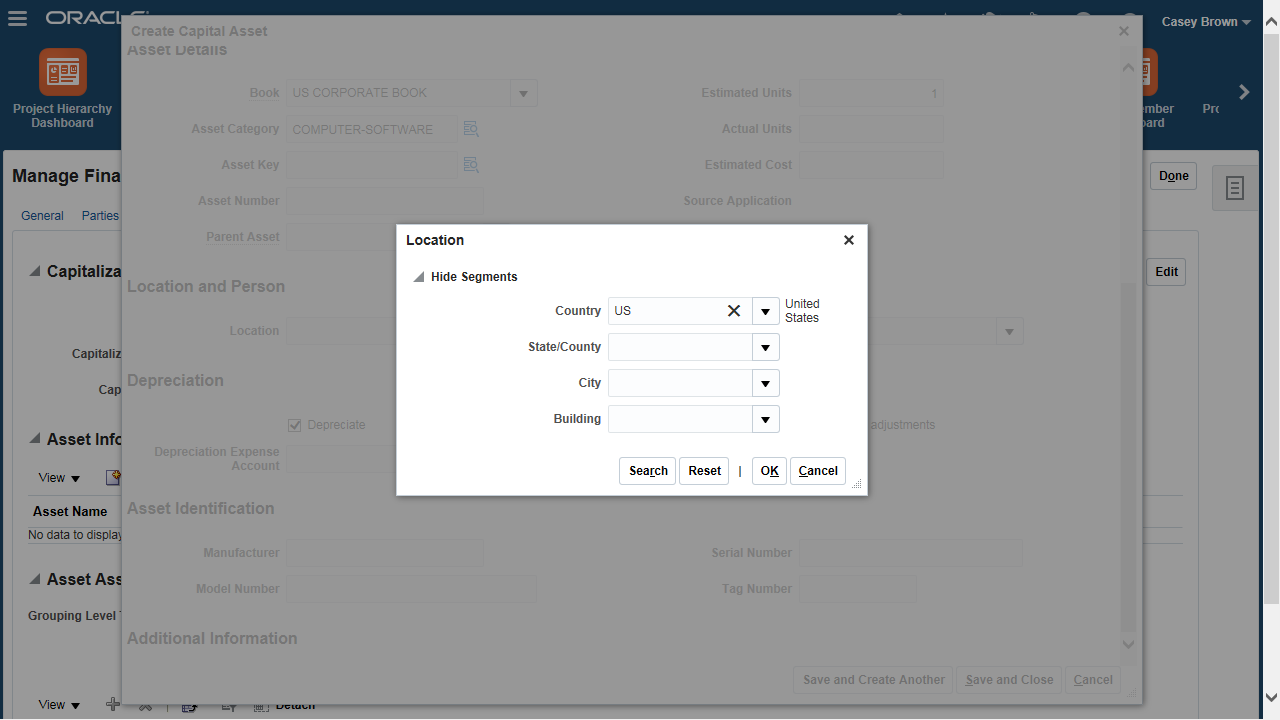 ORACLE
Casey Brown
Project Hierarchy
Dashboard
Create Capital Asset
Asset Details
Book
US CORPORATE BOOK
Estimated Units
1
Asset Category
COMPUTER-SOFTWARE
Actual Units
Asset Key
Estimated Cost
Asset Number
Source Application
Parent Asset
Manage Fina
Done
General
Parties
Capitaliza
Edit
Location and Person
Location
Capitaliz
Cap
Depreciation
Depreciate
adjustments
Depreciation Expense
Account
Asset Info
View
Asset Name
No data to display
Asset Identification
Manufacturer
Serial Number
Model Number
Tag Number
Asset Ass
Grouping Level
Additional Information
Save and Create Another
Save and Close
Cancel
View
Detach
Location
Hide Segments
Country
US
United
States
State/County
City
Building
Search
Reset
|
OK
Cancel